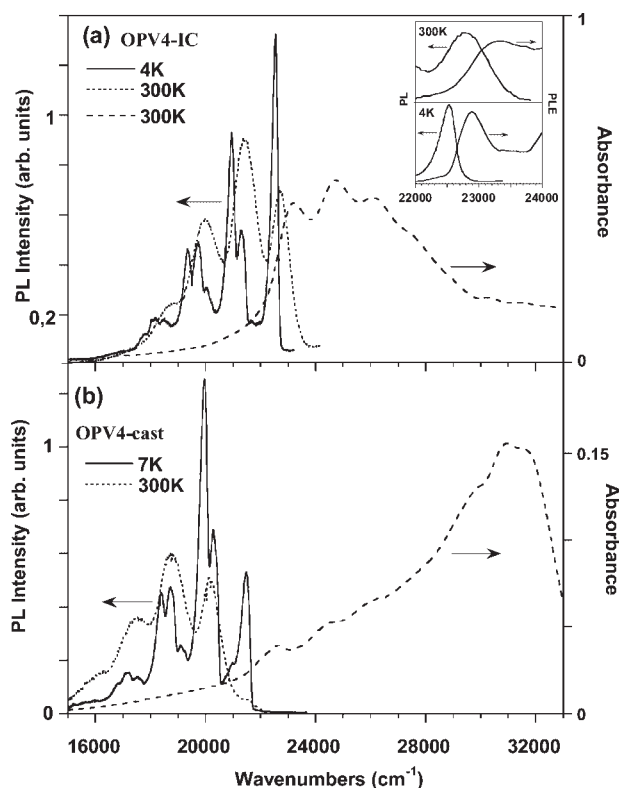 (a) OPV4-IC
4K
300K
300K
PL Intensity (arb. units)
1
0,2
Absorbance
1
0
300K
4K
PL
PLE
22000 23000 24000
(b)
OPV4-cast
7K
300K
PL Intensity (arb. units)
1
0
Absorbance
0.15
0
16000 20000 24000 28000 32000
Wavenumbers (cm⁻¹)